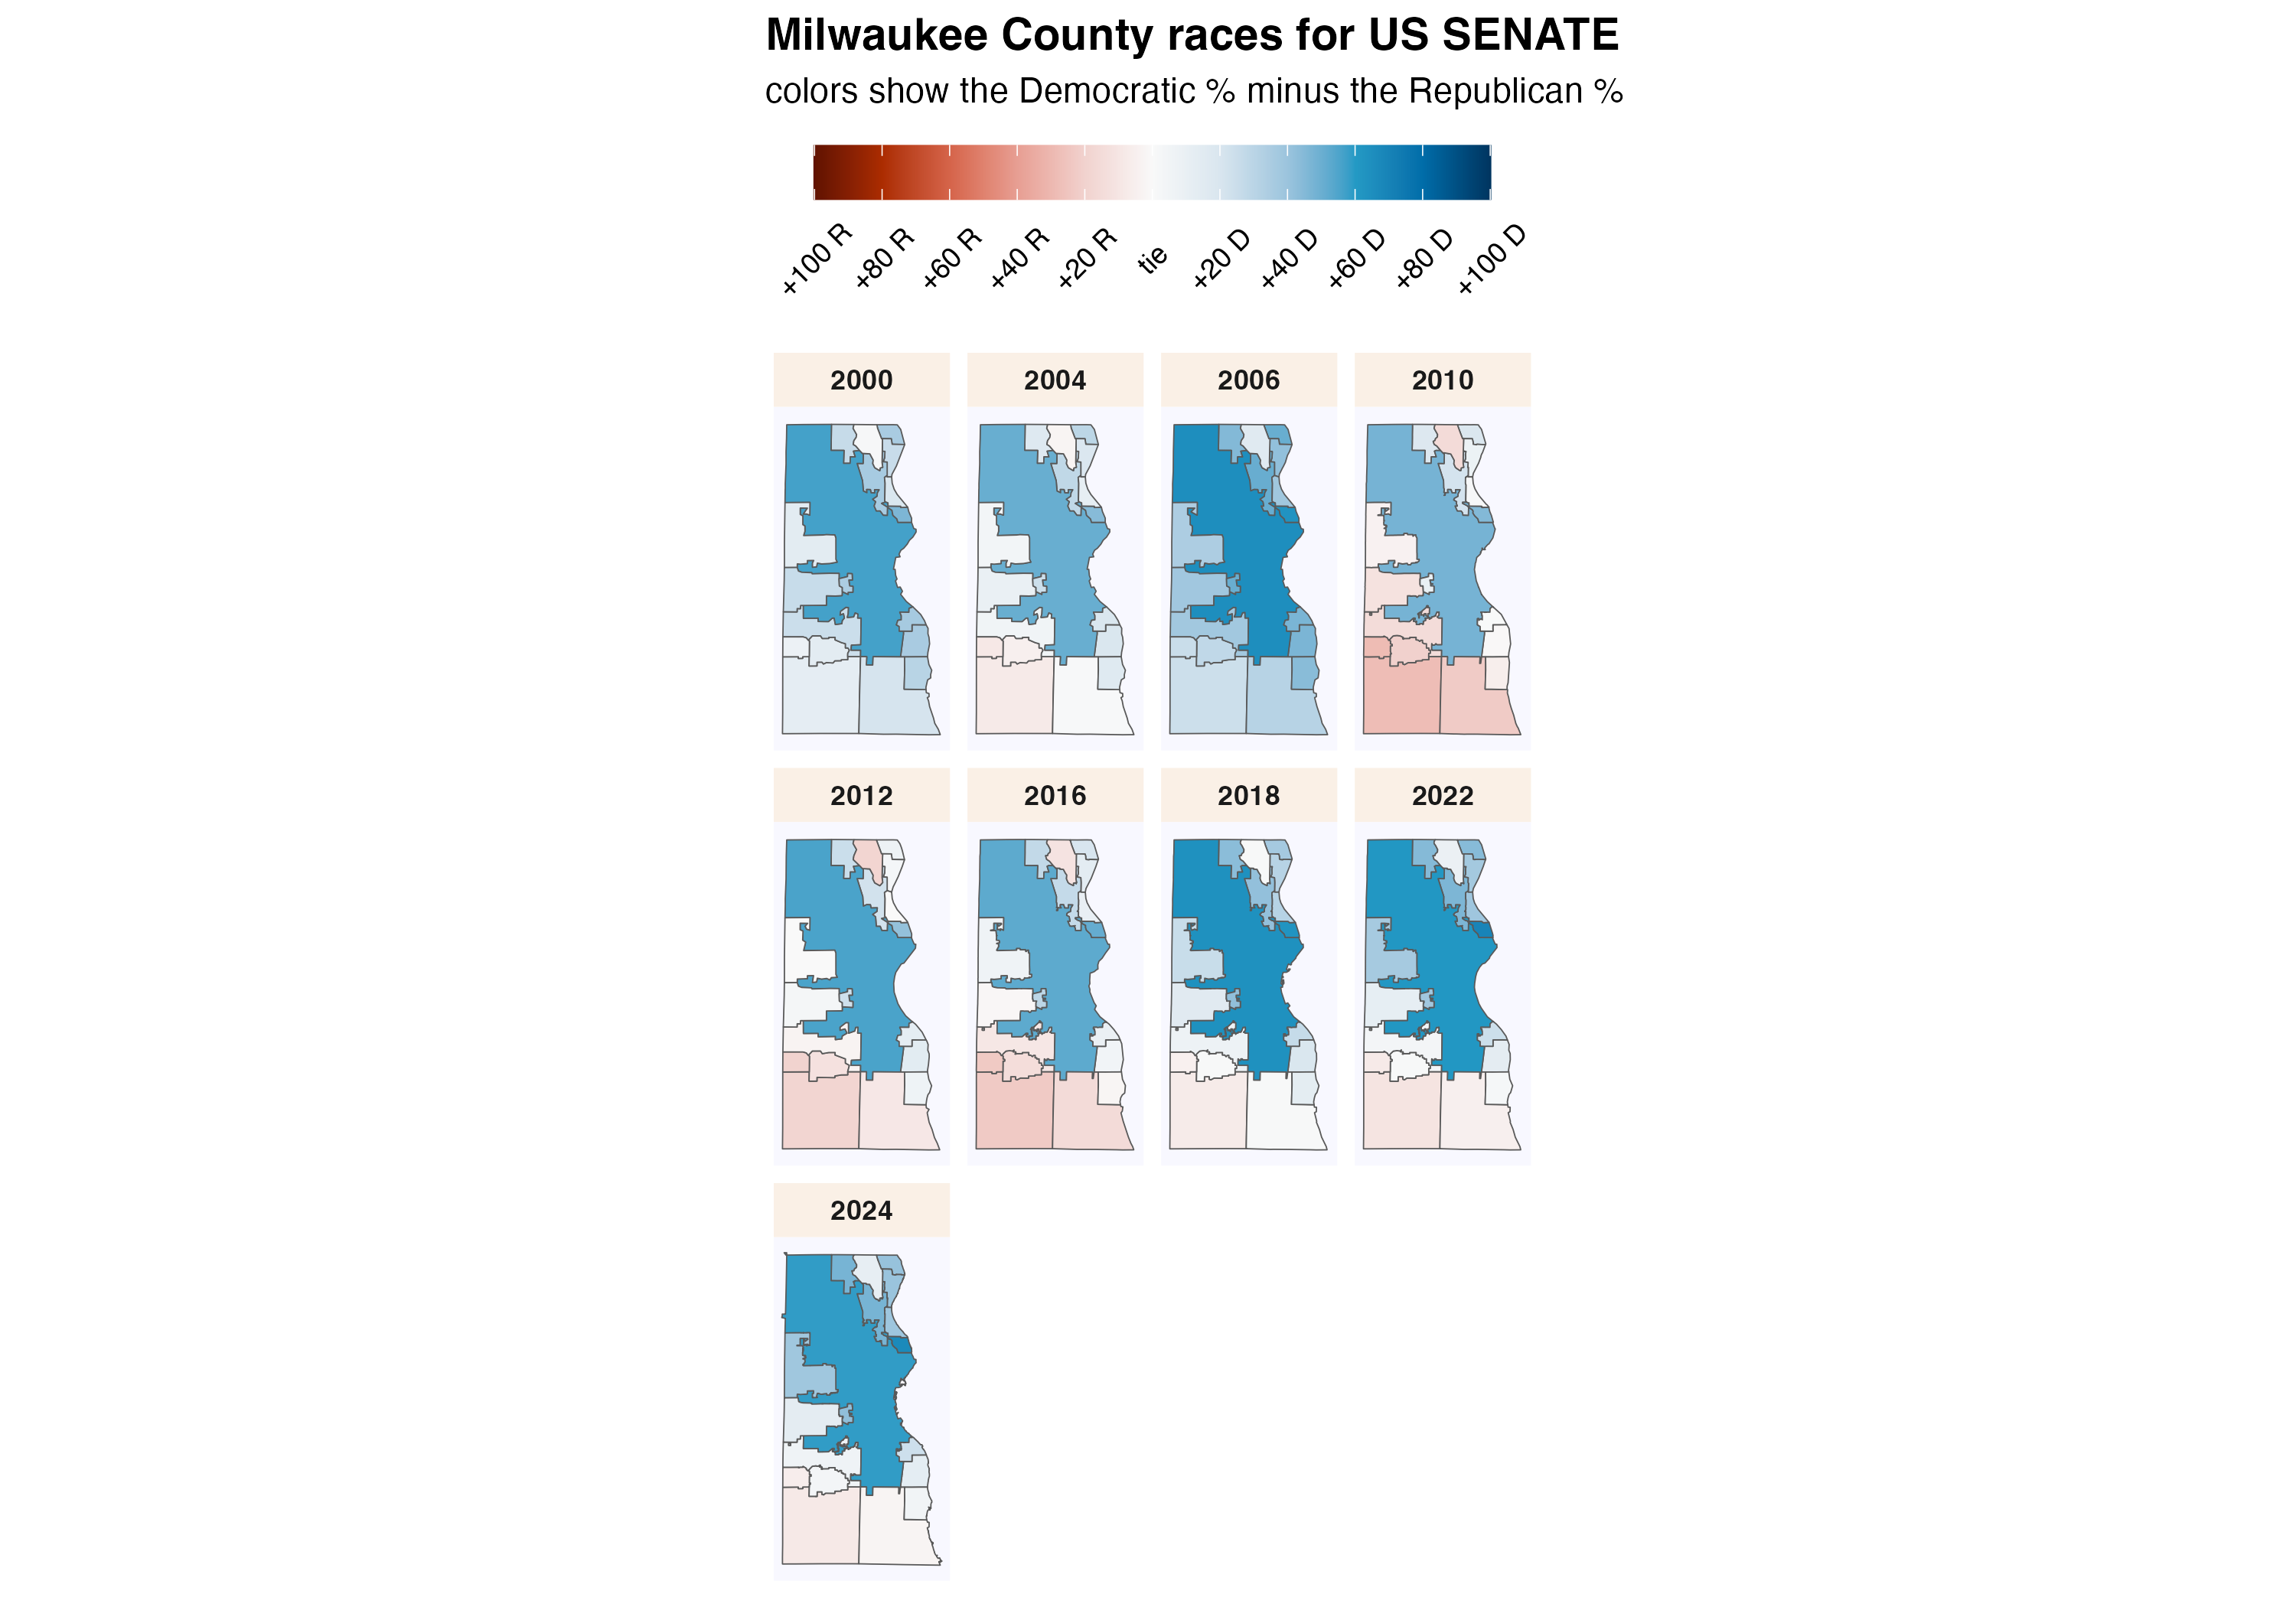 Milwaukee County races for US SENATE
colors show the Democratic % minus the Republican %
+100 R
+80 R
+60 R
+40 R
+20 R
tie
+20 D
+40 D
+60 D
+80 D
+100 D
2000
2004
2006
2010
2012
2016
2018
2022
2024